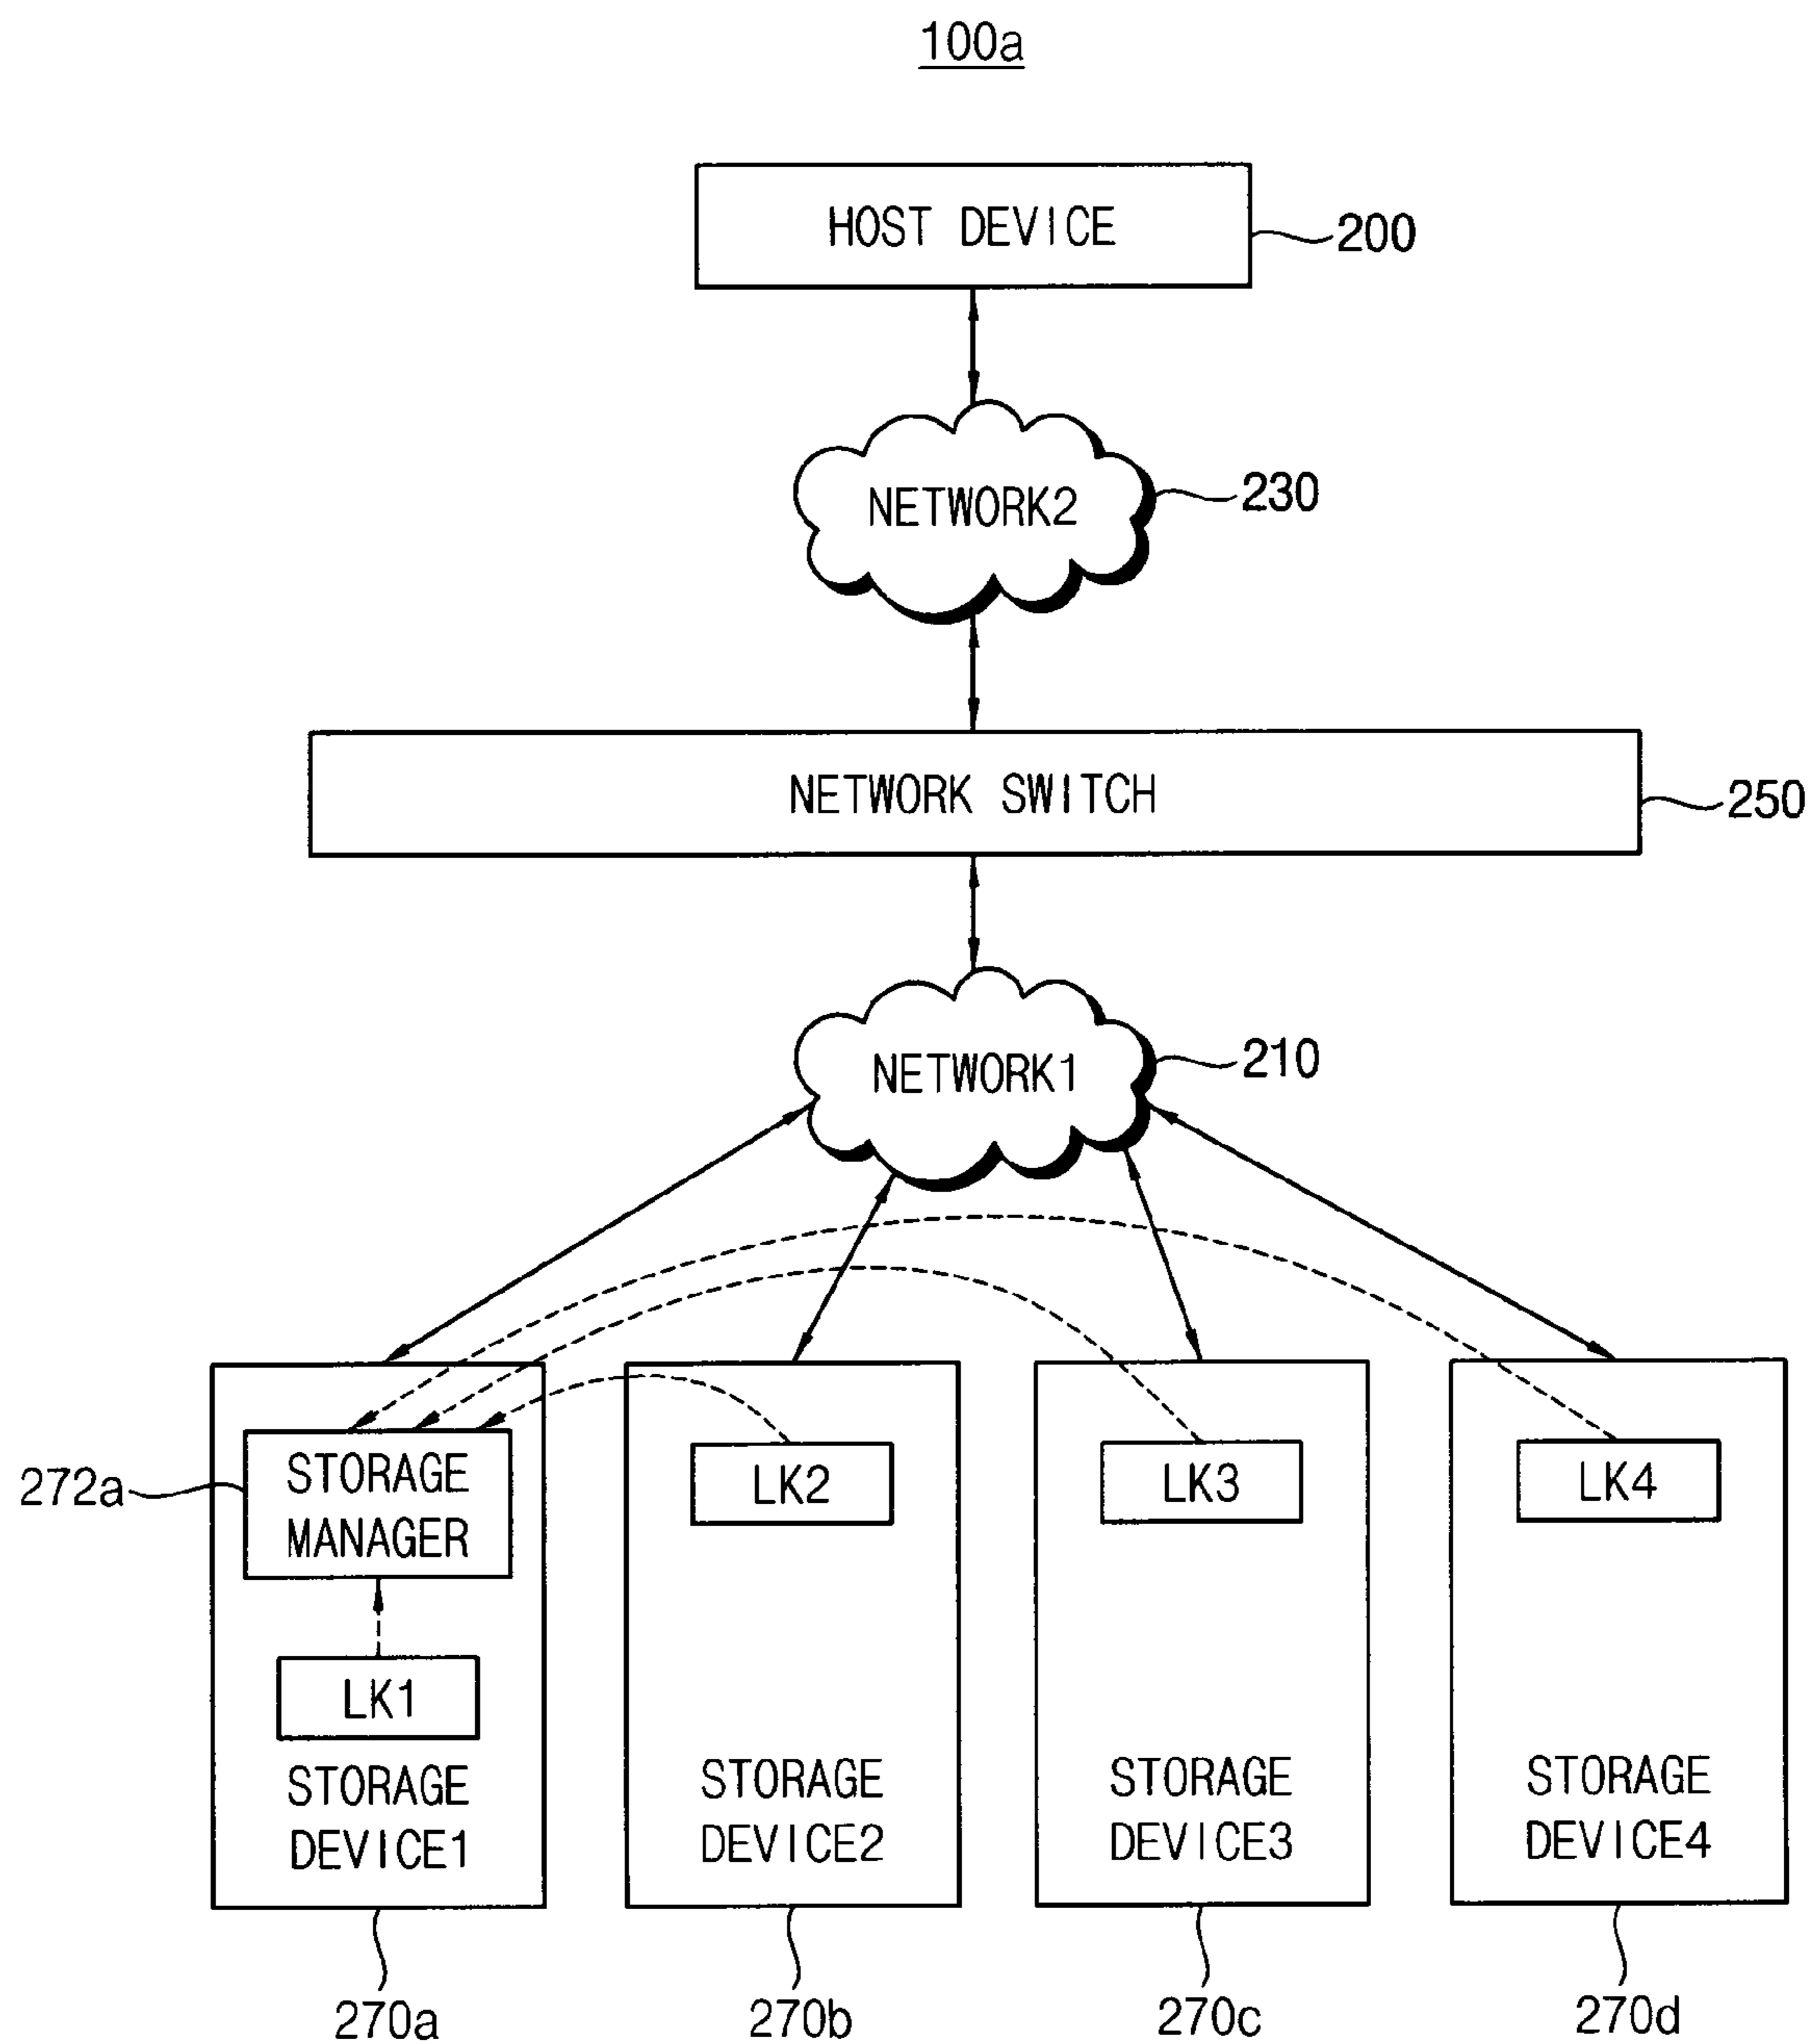 100a
HOST DEVICE
200
NETWORK2
230
NETWORK SWITCH
250
NETWORK1
210
272a
STORAGE
MANAGER
LK1
STORAGE
DEVICE1
LK2
STORAGE
DEVICE2
LK3
STORAGE
DEVICE3
LK4
STORAGE
DEVICE4
270a
270b
270c
270d